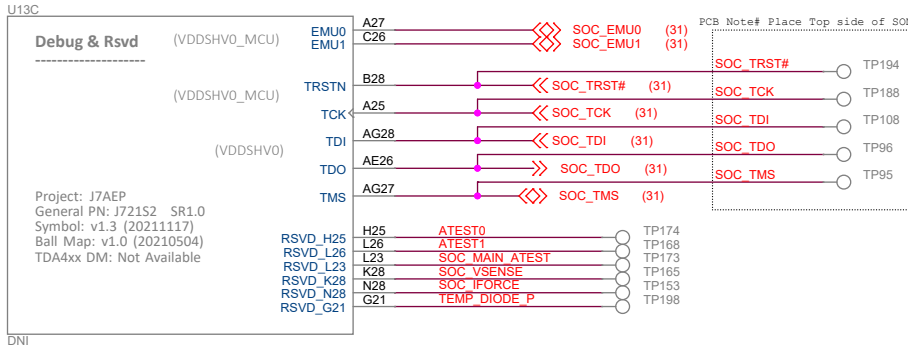 U13C
Debug & Rsvd
--------------------
(VDDSHV0_MCU)
EMU0 A27 SOC_EMU0 (31)
EMU1 C26 SOC_EMU1 (31)
PCB Note# Place Top side of SO
(VDDSHV0_MCU)
TRSTN B28 SOC_TRST# (31) SOC_TRST# TP194
TCK A25 SOC_TCK (31) SOC_TCK TP188
(VDDSHV0)
TDI AG28 SOC_TDI (31) SOC_TDI TP108
TDO AE26 SOC_TDO (31) SOC_TDO TP96
TMS AG27 SOC_TMS (31) SOC_TMS TP95
Project: J7AEP
General PN: J721S2 SR1.0
Symbol: v1.3 (20211117)
Ball Map: v1.0 (20210504)
TDA4xx DM: Not Available
RSVD_H25 H25 ATEST0 TP174
RSVD_L26 L26 ATEST1 TP168
RSVD_L23 L23 SOC_MAIN_ATEST TP173
RSVD_K28 K28 SOC_VSENSE TP165
RSVD_N28 N28 SOC_IFORCE TP153
RSVD_G21 G21 TEMP_DIODE_P TP198
DNI